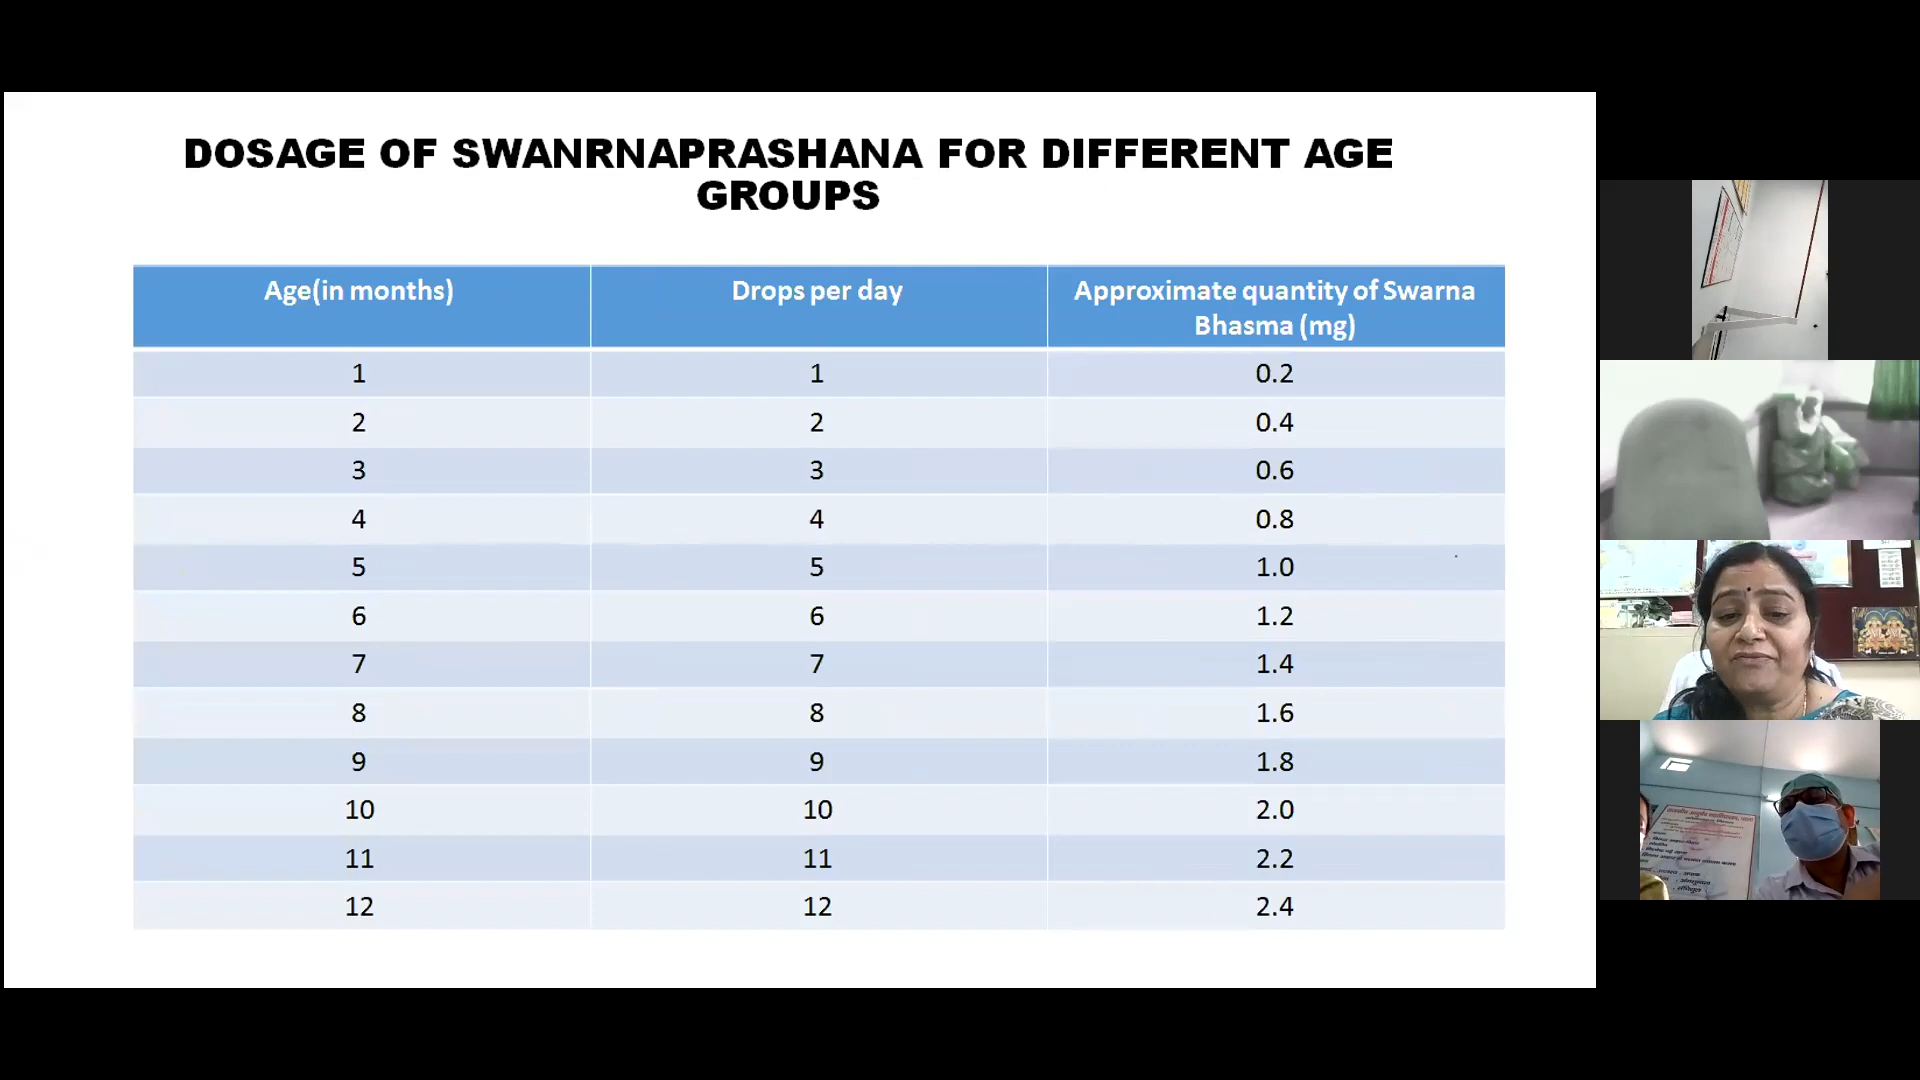 DOSAGE OF SWANRNAPRASHANA FOR DIFFERENT AGE
GROUPS
Age(in months) Drops per day Approximate quantity of Swarna
Bhasma (mg)
1 1 0.2
2 2 0.4
3 3 0.6
4 4 0.8
5 5 1.0
6 6 1.2
7 7 1.4
8 8 1.6
9 9 1.8
10 10 2.0
11 11 2.2
12 12 2.4